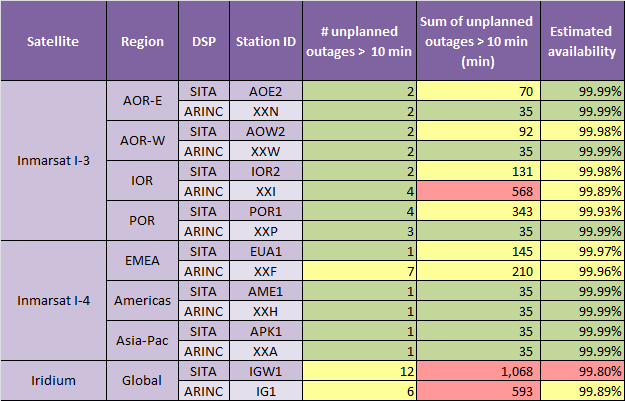 Satellite Region DSP Station ID # unplanned outages > 10 min Sum of unplanned outages > 10 min (min) Estimated availability
Inmarsat I-3 AOR-E SITA AOE2 2 70 99.99%
ARINC XXN 2 35 99.99%
AOR-W SITA AOW2 2 92 99.98%
ARINC XXW 2 35 99.99%
IOR SITA IOR2 2 131 99.98%
ARINC XXI 4 568 99.89%
POR SITA POR1 4 343 99.93%
ARINC XXP 3 35 99.99%
Inmarsat I-4 EMEA SITA EUA1 1 145 99.97%
ARINC XXF 7 210 99.96%
Americas SITA AME1 1 35 99.99%
ARINC XXH 1 35 99.99%
Asia-Pac SITA APK1 1 35 99.99%
ARINC XXA 1 35 99.99%
Iridium Global SITA IGW1 12 1,068 99.80%
ARINC IG1 6 593 99.89%